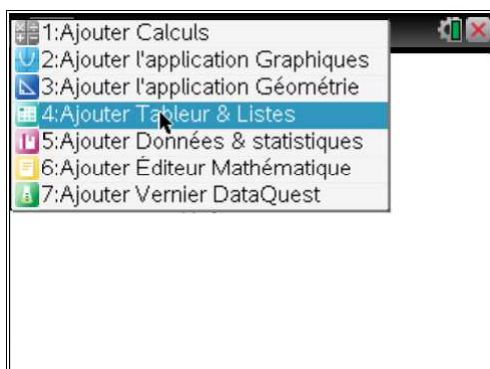 1:Ajouter Calculs
2:Ajouter l'application Graphiques
3:Ajouter l'application Géométrie
4:Ajouter Tableur & Listes
5:Ajouter Données & statistiques
6:Ajouter Éditeur Mathématique
7:Ajouter Vernier DataQuest